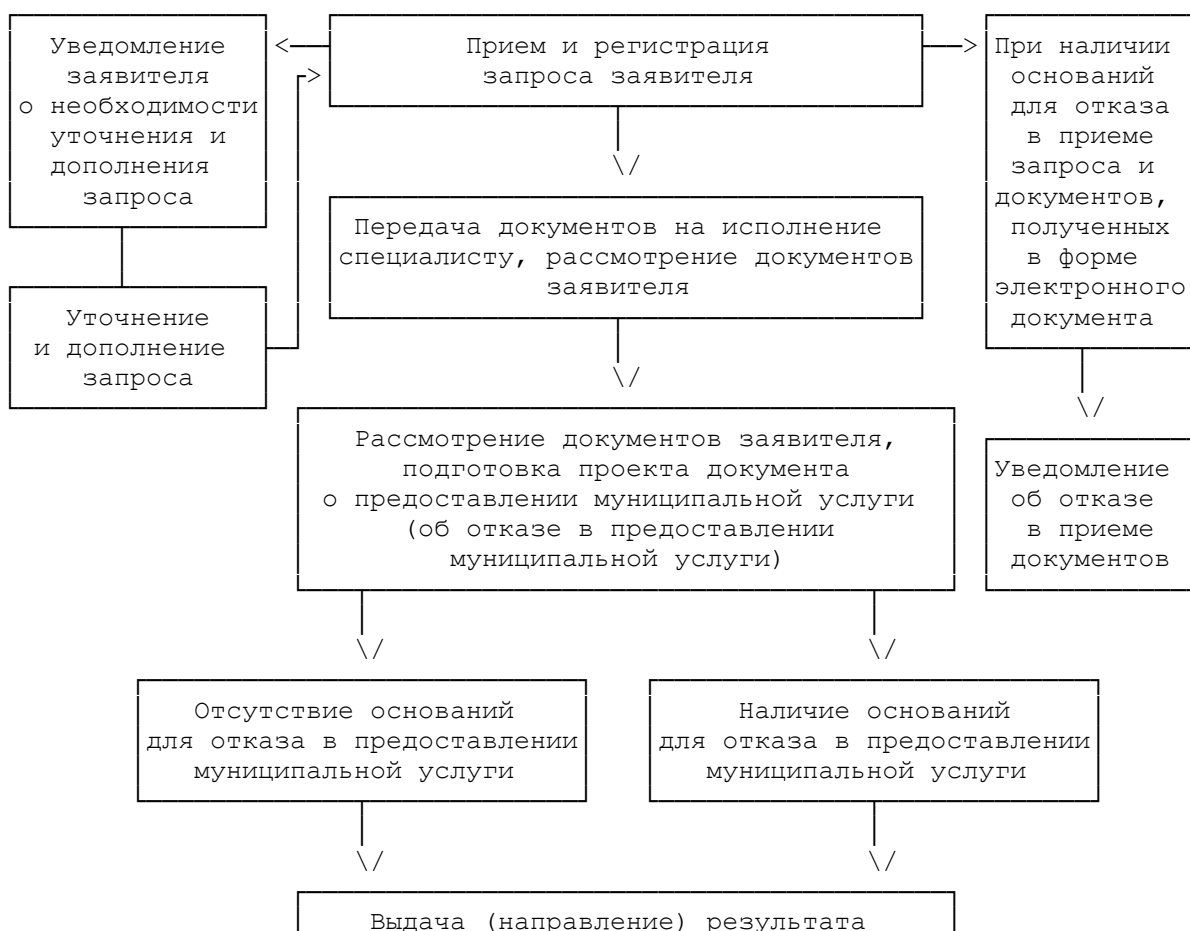 Уведомление
заявителя
о необходимости
уточнения и
дополнения
запроса
Прием и регистрация
запроса заявителя
При наличии
оснований
для отказа
в приеме
запроса и
документов,
полученных
в форме
электронного
документа
Передача документов на исполнение
специалисту, рассмотрение документов
заявителя
Уточнение
и дополнение
запроса
Рассмотрение документов заявителя,
подготовка проекта документа
о предоставлении муниципальной услуги
(об отказе в предоставлении
муниципальной услуги)
Уведомление
об отказе
в приеме
документов
Отсутствие оснований
для отказа в предоставлении
муниципальной услуги
Наличие оснований
для отказа в предоставлении
муниципальной услуги
Выдача (направление) результата